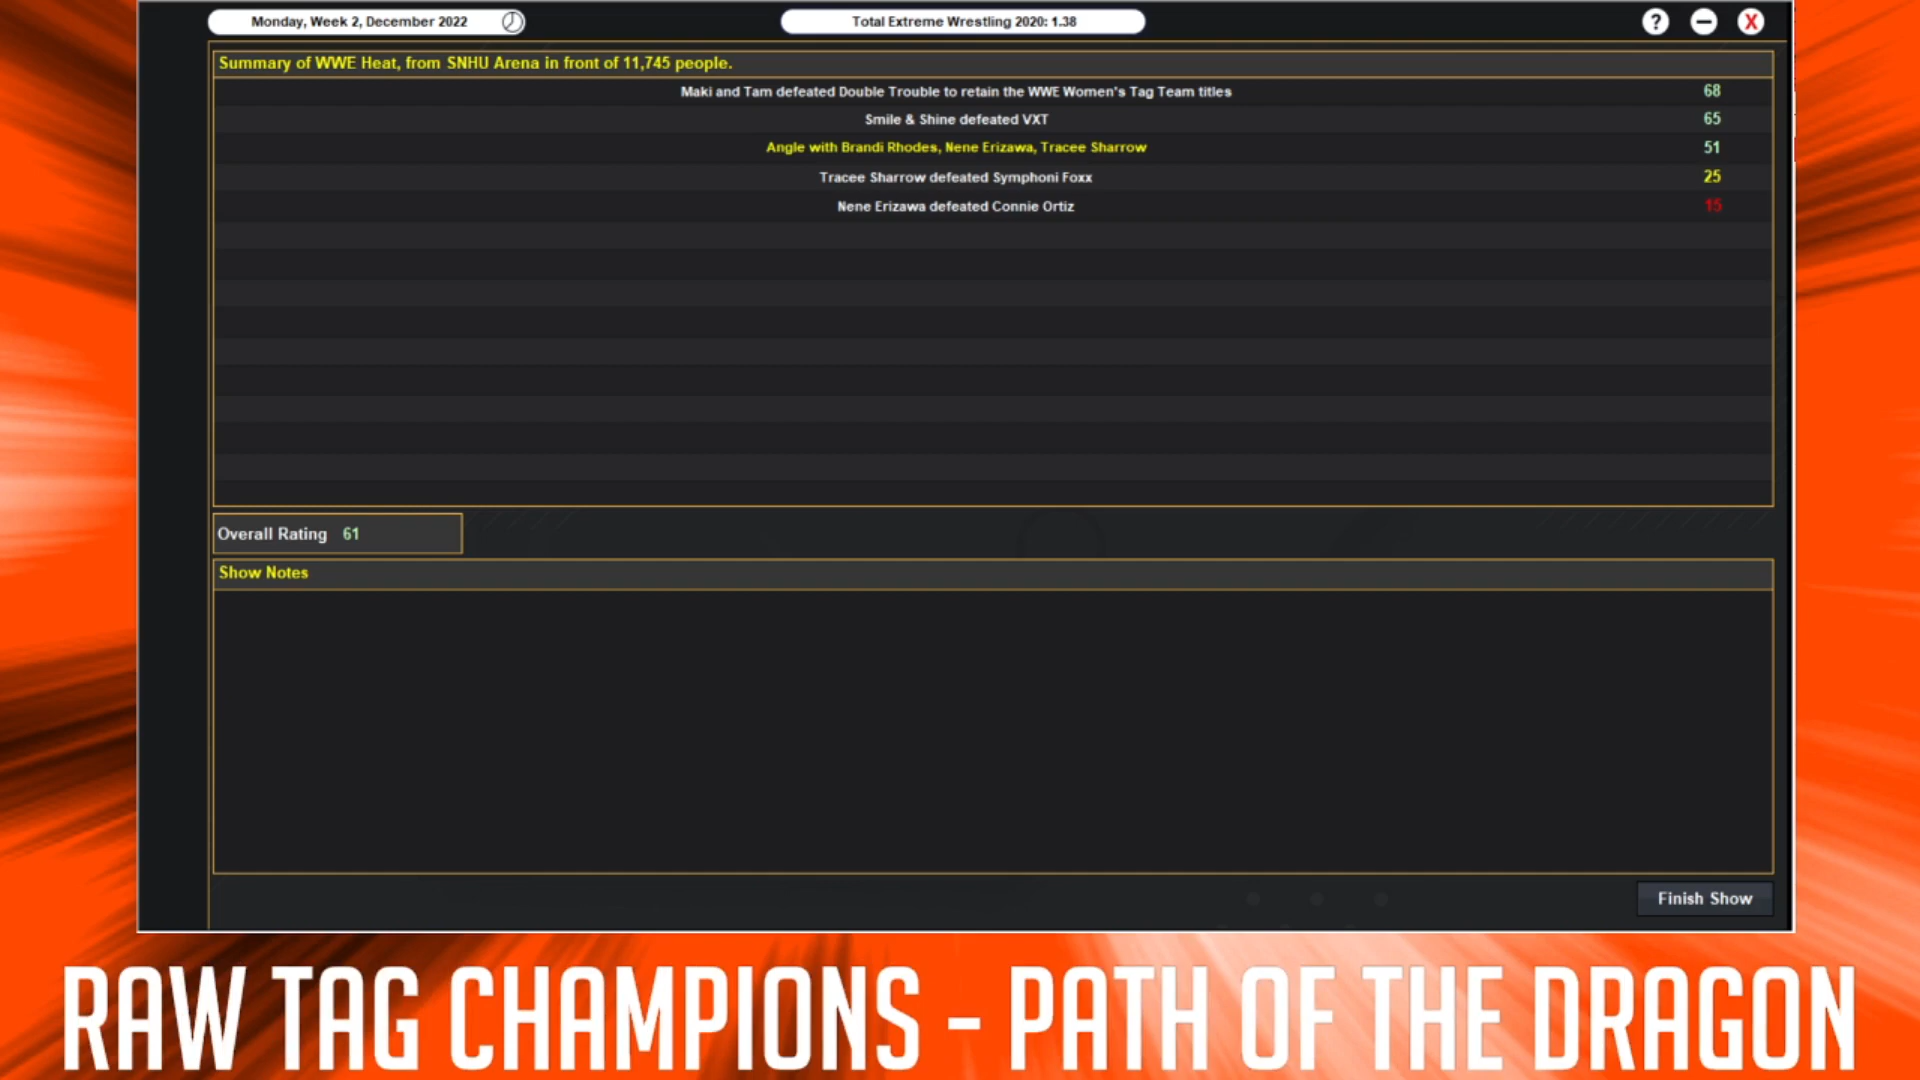 Monday, Week 2, December 2022
Total Extreme Wrestling 2020: 1.38
? – X
Summary of WWE Heat, from SNHU Arena in front of 11,745 people.
Maki and Tam defeated Double Trouble to retain the WWE Women's Tag Team titles 68
Smile & Shine defeated VXT 65
Angle with Brandi Rhodes, Nene Erizawa, Tracee Sharrow 51
Tracee Sharrow defeated Symphoni Foxx 25
Nene Erizawa defeated Connie Ortiz 15
Overall Rating 61
Show Notes
Finish Show
RAW TAG CHAMPIONS - PATH OF THE DRAGON